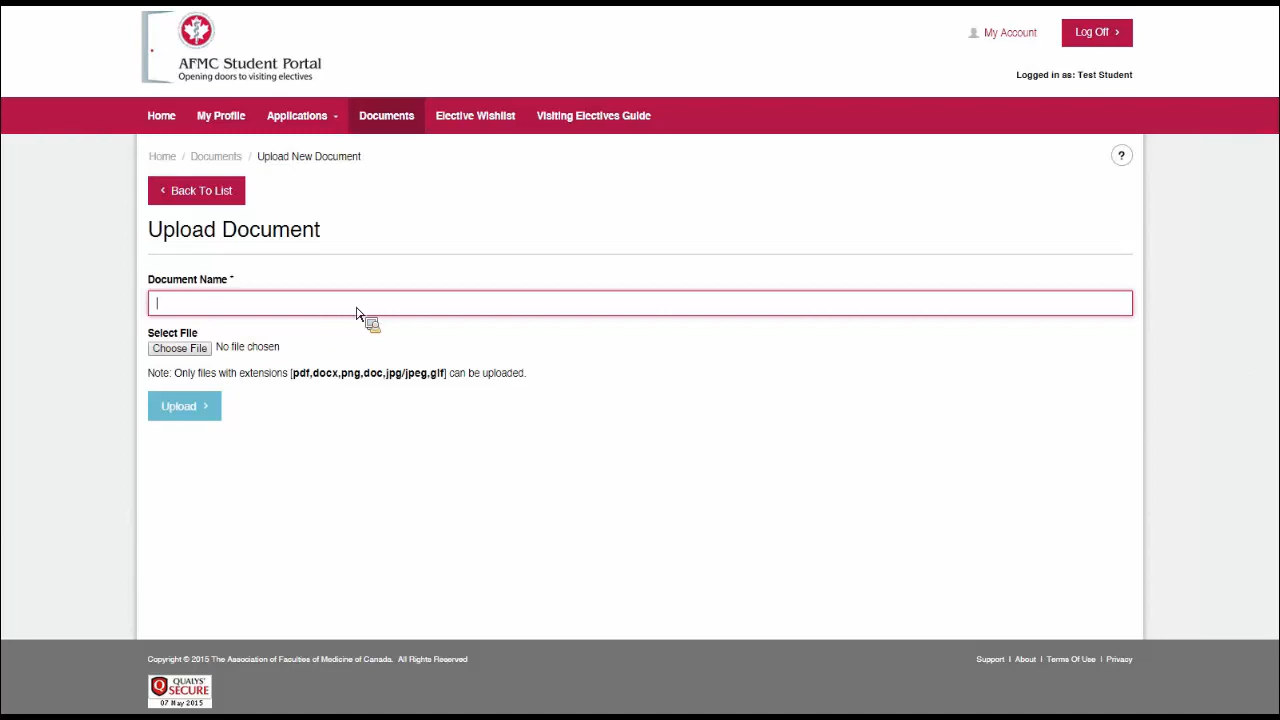 AFMC Student Portal
Opening doors to visiting electives
My Account
Log Off ›
Logged in as: Test Student
Home
My Profile
Applications
Documents
Elective Wishlist
Visiting Electives Guide
Home / Documents / Upload New Document
?
‹ Back To List
Upload Document
Document Name *
Select File
Choose File No file chosen
Note: Only files with extensions [pdf,docx,png,doc,jpg/jpeg,gif] can be uploaded.
Upload ›
Copyright © 2015 The Association of Faculties of Medicine of Canada. All Rights Reserved
Support | About | Terms Of Use | Privacy
QUALYS'
SECURE
07 May 2015